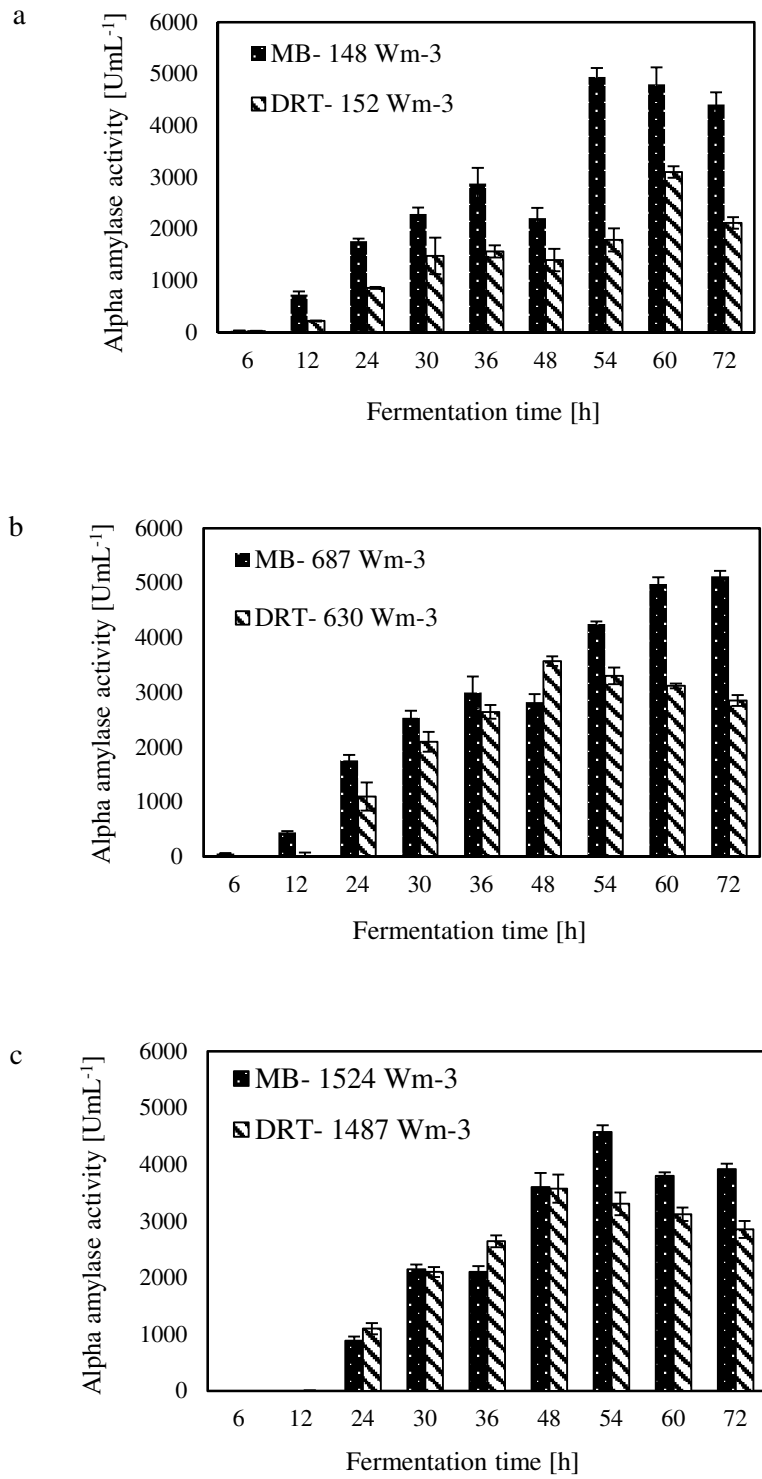 a
Alpha amylase activity [UmL-1]
6000
5000
4000
3000
2000
1000
0
MB- 148 Wm-3
DRT- 152 Wm-3
6 12 24 30 36 48 54 60 72
Fermentation time [h]
b
Alpha amylase activity [UmL-1]
6000
5000
4000
3000
2000
1000
0
MB- 687 Wm-3
DRT- 630 Wm-3
6 12 24 30 36 48 54 60 72
Fermentation time [h]
c
Alpha amylase activity [UmL-1]
6000
5000
4000
3000
2000
1000
0
MB- 1524 Wm-3
DRT- 1487 Wm-3
6 12 24 30 36 48 54 60 72
Fermentation time [h]